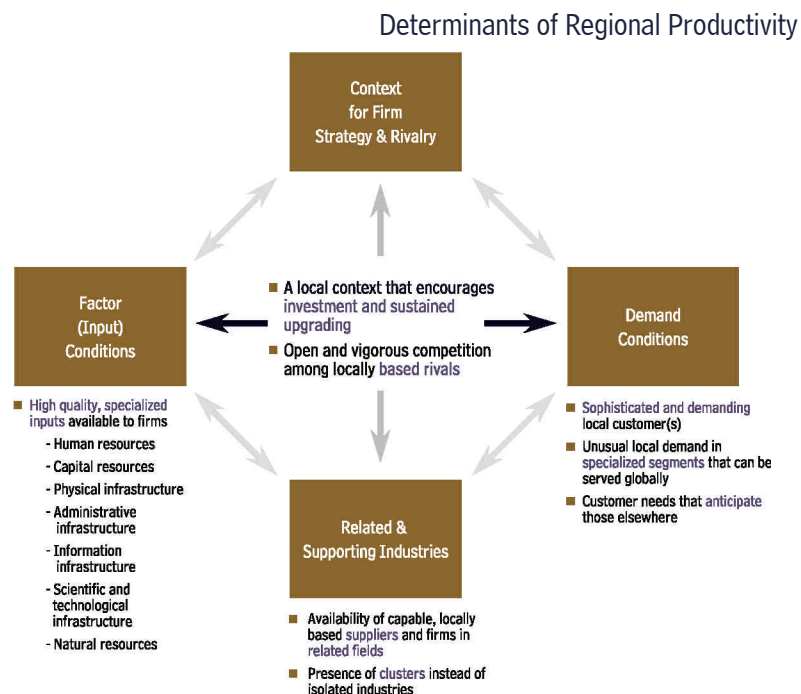 Determinants of Regional Productivity
Context
for Firm
Strategy & Rivalry
Factor
(Input)
Conditions
■ A local context that encourages
investment and sustained
upgrading
■ Open and vigorous competition
among locally based rivals
Demand
Conditions
■ High quality, specialized
inputs available to firms
- Human resources
- Capital resources
- Physical infrastructure
- Administrative
infrastructure
- Information
infrastructure
- Scientific and
technological
infrastructure
- Natural resources
■ Sophisticated and demanding
local customer(s)
■ Unusual local demand in
specialized segments that can be
served globally
■ Customer needs that anticipate
those elsewhere
Related &
Supporting Industries
■ Availability of capable, locally
based suppliers and firms in
related fields
■ Presence of clusters instead of
isolated industries